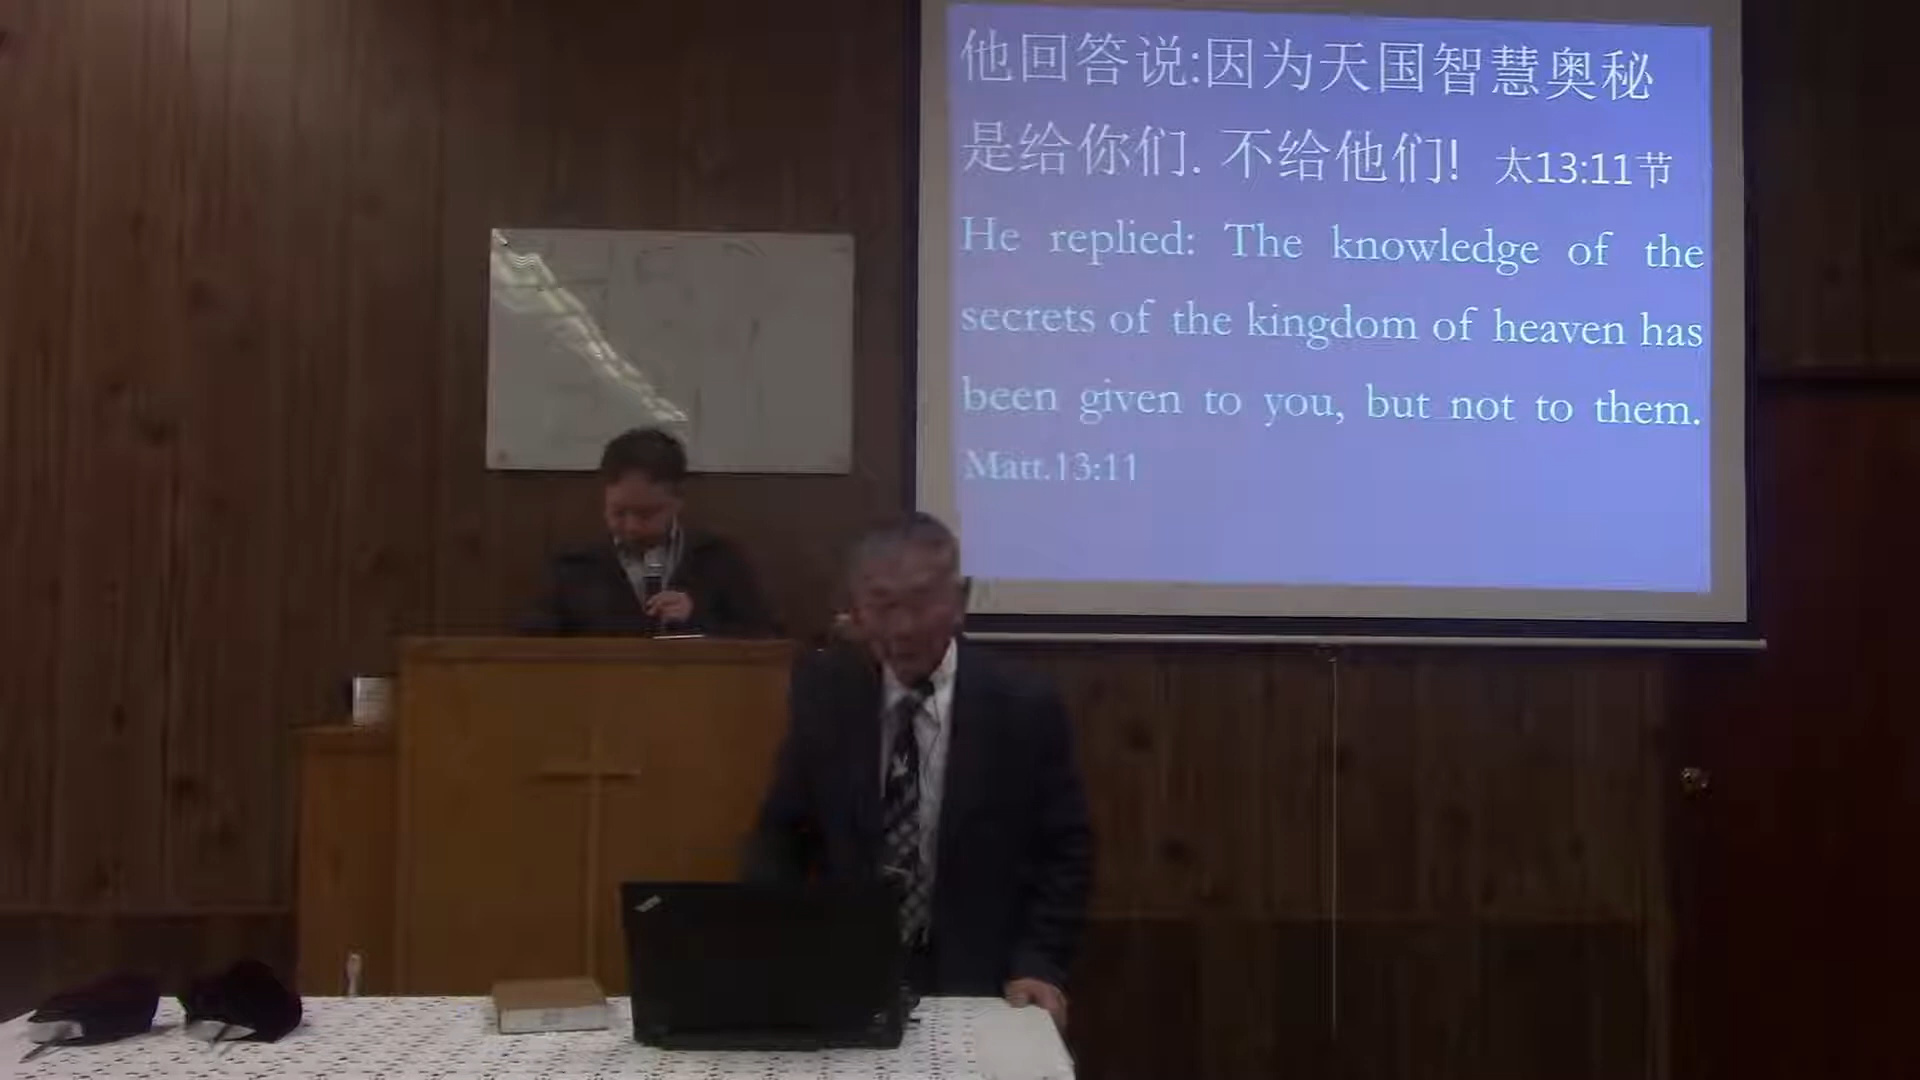 他回答说:因为天国智慧奥秘
是给你们. 不给他们! 太13:11节
He replied: The knowledge of the
secrets of the kingdom of heaven has
been given to you, but not to them.
Matt.13:11